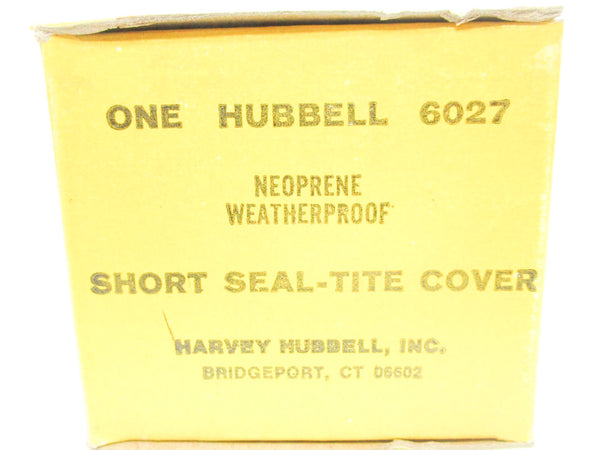 ONE HUBBELL 6027
NEOPRENE
WEATHERPROOF
SHORT SEAL-TITE COVER
HARVEY HUBBELL, INC.
BRIDGEPORT, CT 06602